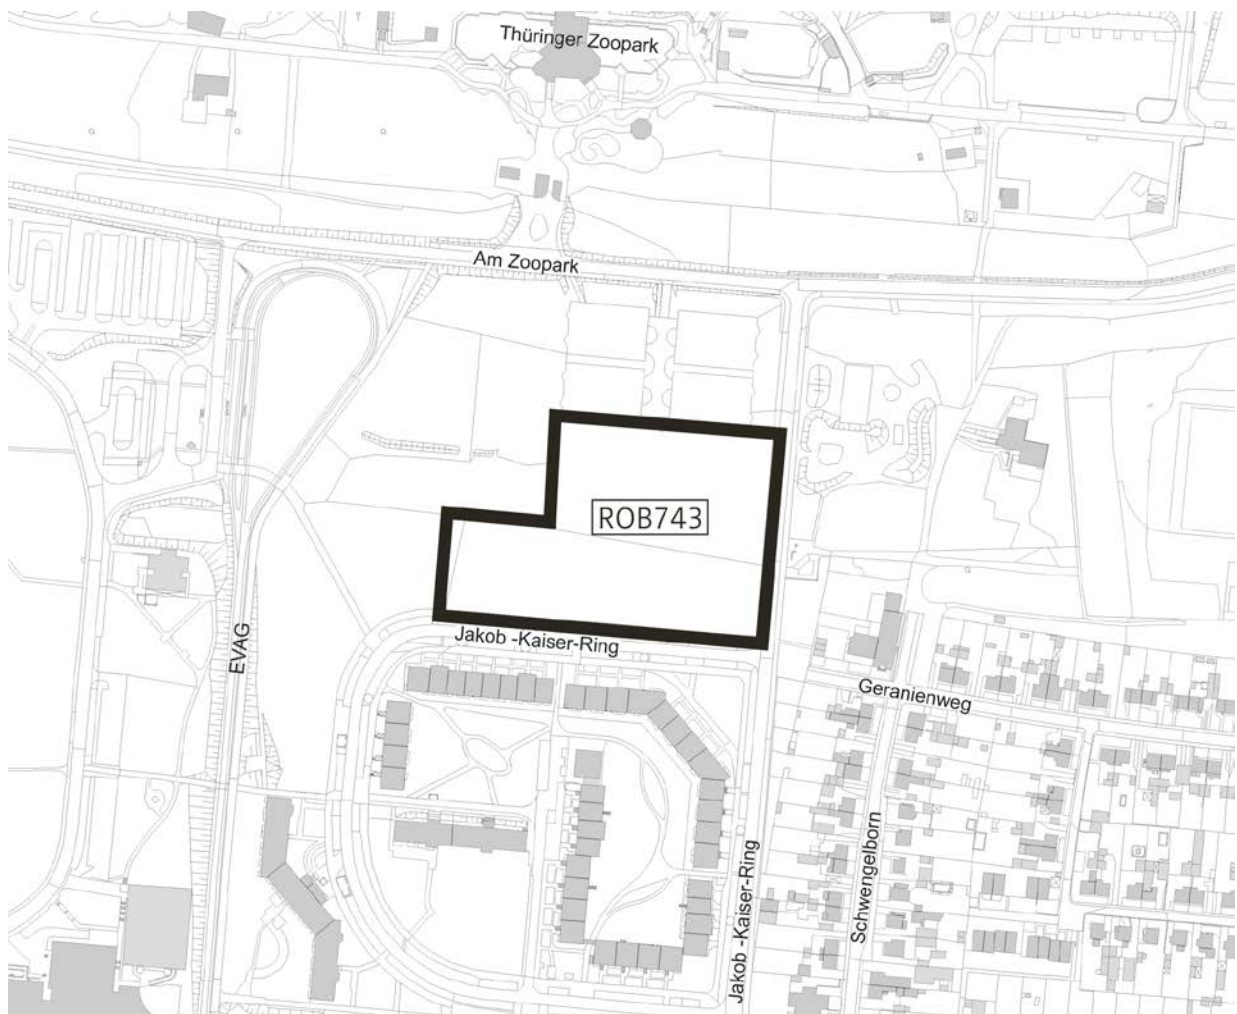 Thüringer Zoopark
Am Zoopark
ROB743
EVAG
Jakob -Kaiser-Ring
Geranienweg
Schwengelborn
Jakob -Kaiser-Ring